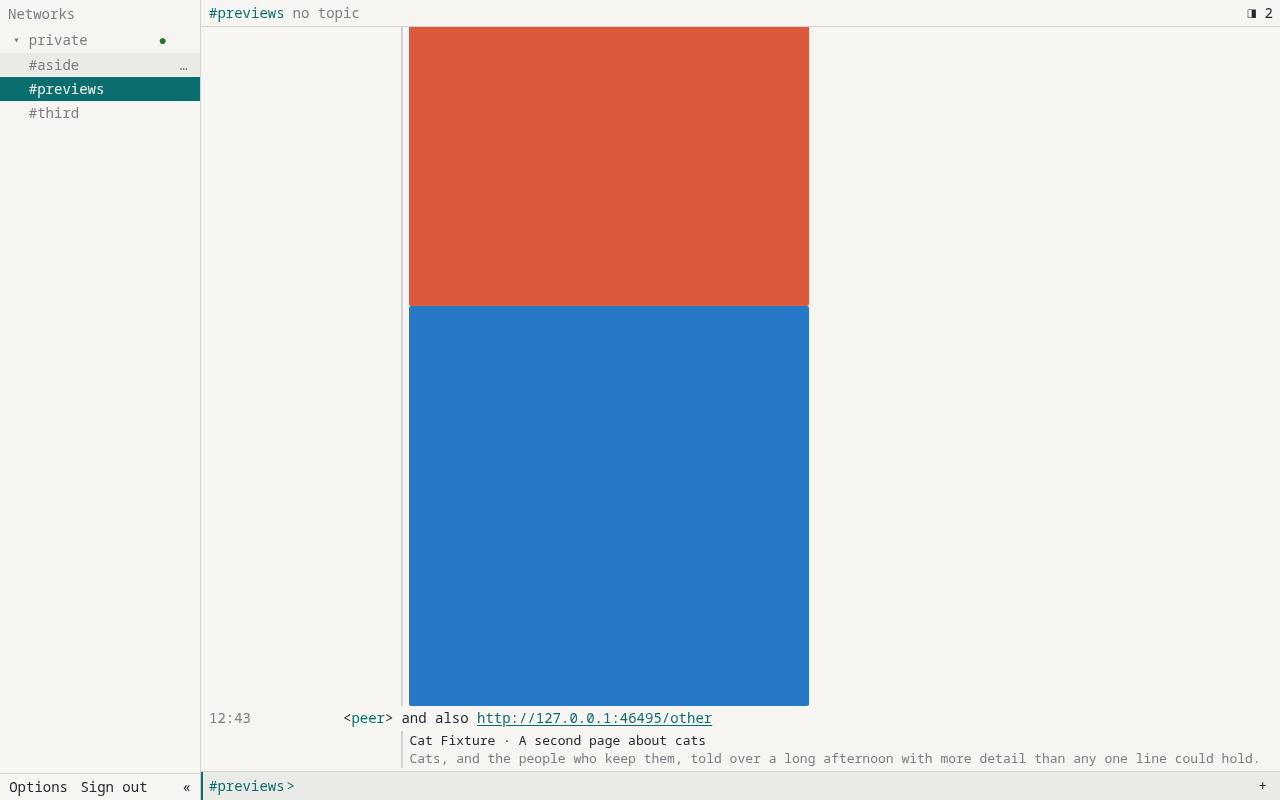 Networks
▾ private ●
#aside …
#previews
#third
Options Sign out «
#previews no topic ◨ 2
12:43 <peer> and also http://127.0.0.1:46495/other
Cat Fixture · A second page about cats
Cats, and the people who keep them, told over a long afternoon with more detail than any one line could hold.
#previews> +